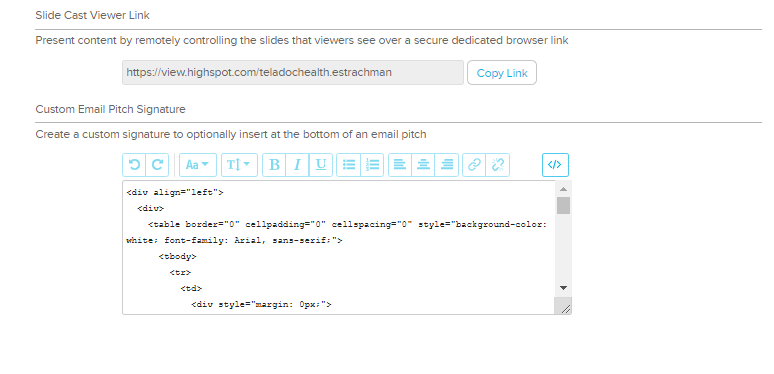 Slide Cast Viewer Link
Present content by remotely controlling the slides that viewers see over a secure dedicated browser link
https://view.highspot.com/teladochealth.estrachman Copy Link
Custom Email Pitch Signature
Create a custom signature to optionally insert at the bottom of an email pitch
Aa T B I U </>
<div align="left">
<div>
<table border="0" cellpadding="0" cellspacing="0" style="background-color:
white; font-family: Arial, sans-serif;">
<tbody>
<tr>
<td>
<div style="margin: 0px;">